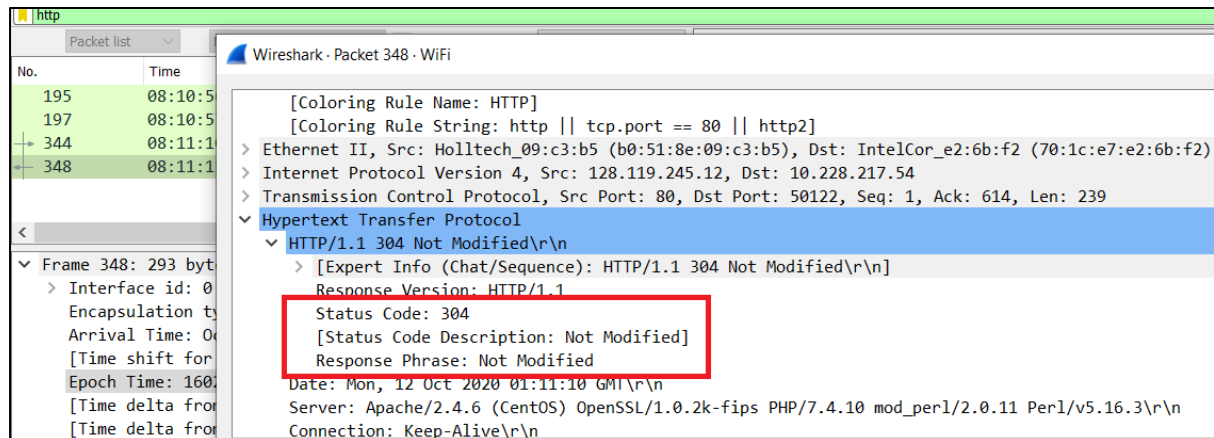 http
Packet list
No. Time
195 08:10:5
197 08:10:5
344 08:11:1
348 08:11:1
Frame 348: 293 byt
Interface id: 0
Encapsulation ty
Arrival Time: O
[Time shift for
Epoch Time: 1602
[Time delta from
[Time delta from
Wireshark · Packet 348 · WiFi
[Coloring Rule Name: HTTP]
[Coloring Rule String: http || tcp.port == 80 || http2]
Ethernet II, Src: Holltech_09:c3:b5 (b0:51:8e:09:c3:b5), Dst: IntelCor_e2:6b:f2 (70:1c:e7:e2:6b:f2)
Internet Protocol Version 4, Src: 128.119.245.12, Dst: 10.228.217.54
Transmission Control Protocol, Src Port: 80, Dst Port: 50122, Seq: 1, Ack: 614, Len: 239
Hypertext Transfer Protocol
HTTP/1.1 304 Not Modified\r\n
[Expert Info (Chat/Sequence): HTTP/1.1 304 Not Modified\r\n]
Response Version: HTTP/1.1
Status Code: 304
[Status Code Description: Not Modified]
Response Phrase: Not Modified
Date: Mon, 12 Oct 2020 01:11:10 GMT\r\n
Server: Apache/2.4.6 (CentOS) OpenSSL/1.0.2k-fips PHP/7.4.10 mod_perl/2.0.11 Perl/v5.16.3\r\n
Connection: Keep-Alive\r\n